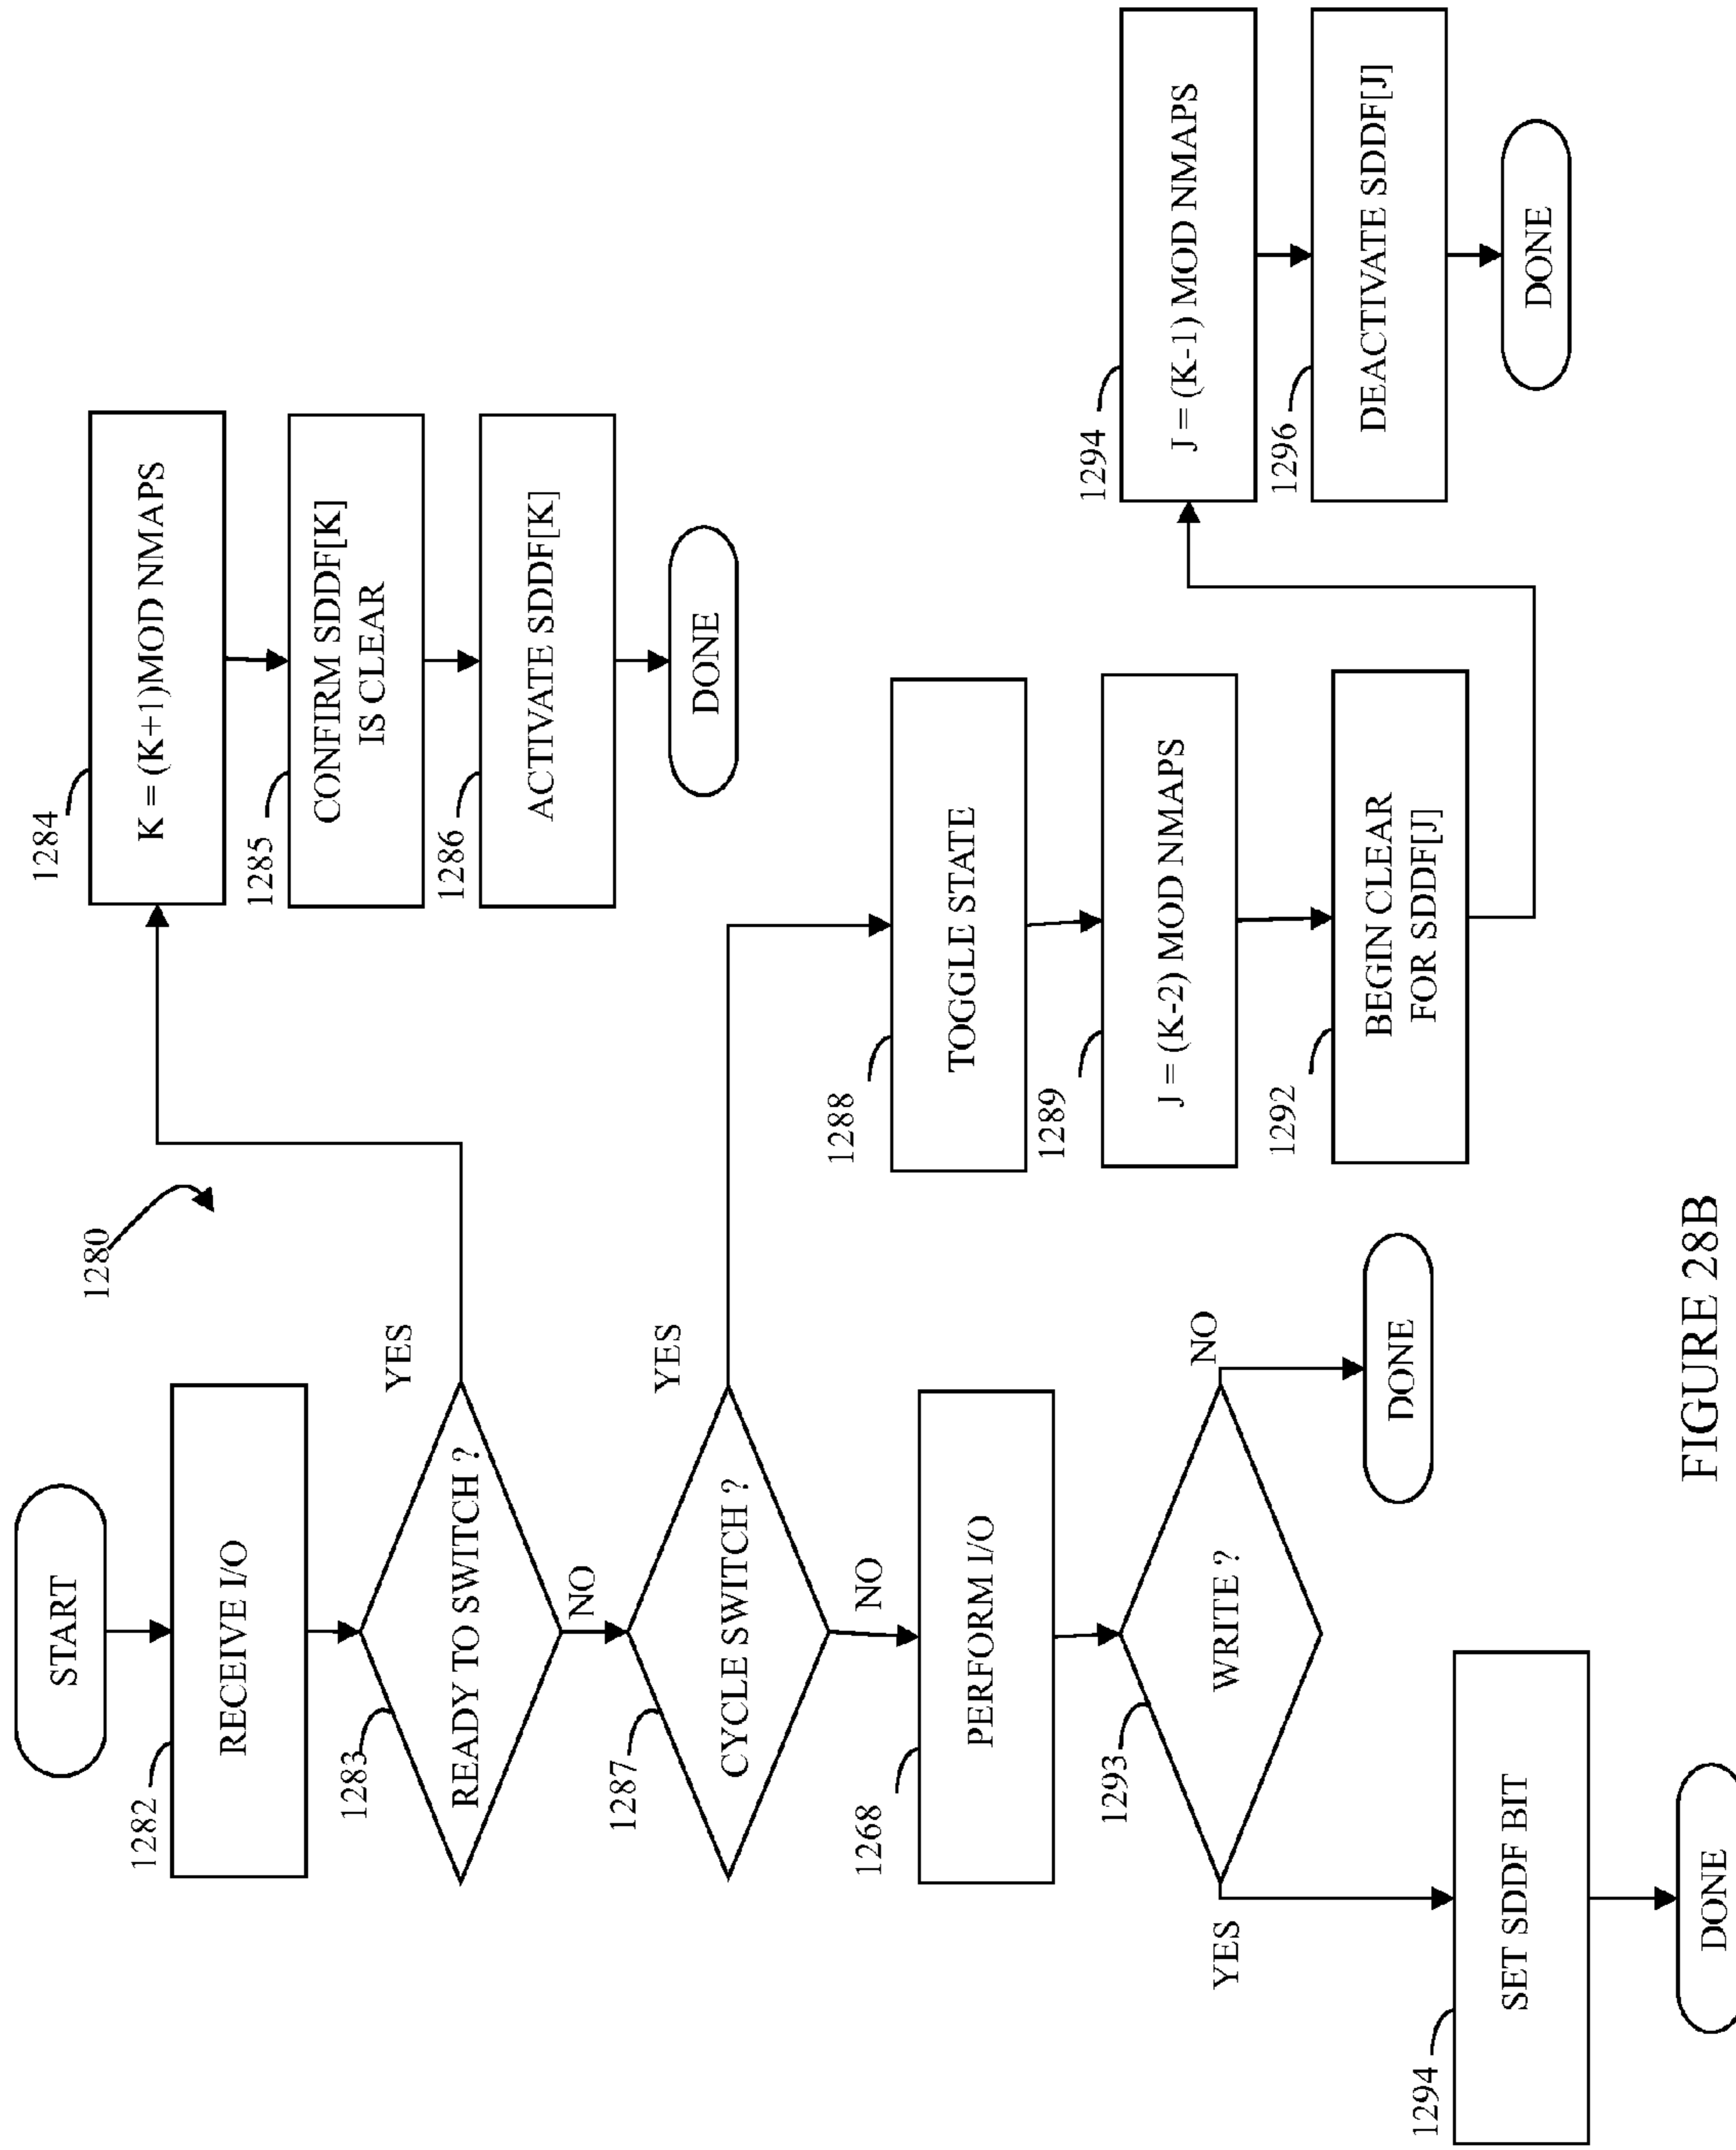 1280
START
1282
RECEIVE I/O
1283
READY TO SWITCH ?
YES
NO
1284
K = (K+1)MOD NMAPS
1285
CONFIRM SDDF[K]
IS CLEAR
1286
ACTIVATE SDDF[K]
DONE
1287
CYCLE SWITCH ?
YES
NO
1288
TOGGLE STATE
1289
J = (K-2) MOD NMAPS
1292
BEGIN CLEAR
FOR SDDF[J]
1294
J = (K-1) MOD NMAPS
1296
DEACTIVATE SDDF[J]
DONE
1268
PERFORM I/O
1293
WRITE ?
NO
DONE
YES
1294
SET SDDF BIT
DONE
FIGURE 28B